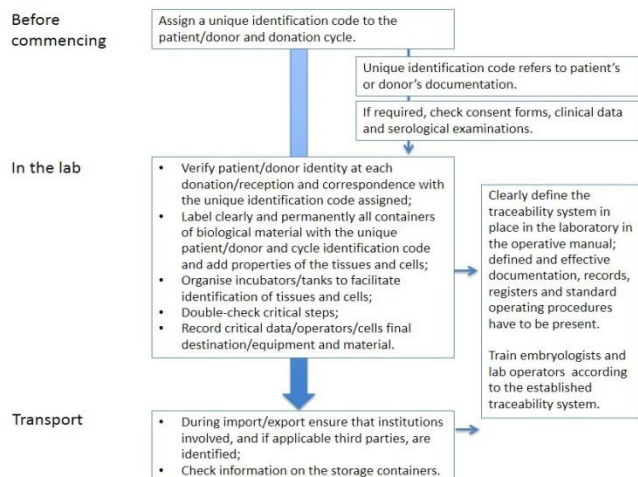 Before
commencing
Assign a unique identification code to the
patient/donor and donation cycle.
Unique identification code refers to patient's
or donor's documentation.
If required, check consent forms, clinical data
and serological examinations.
In the lab
• Verify patient/donor identity at each
donation/reception and correspondence with
the unique identification code assigned;
• Label clearly and permanently all containers
of biological material with the unique
patient/donor and cycle identification code
and add properties of the tissues and cells;
• Organise incubators/tanks to facilitate
identification of tissues and cells;
• Double-check critical steps;
• Record critical data/operators/cells final
destination/equipment and material.
Clearly define the
traceability system in
place in the laboratory in
the operative manual;
defined and effective
documentation, records,
registers and standard
operating procedures
have to be present.
Train embryologists and
lab operators according
to the established
traceability system.
Transport
• During import/export ensure that institutions
involved, and if applicable third parties, are
identified;
• Check information on the storage containers.